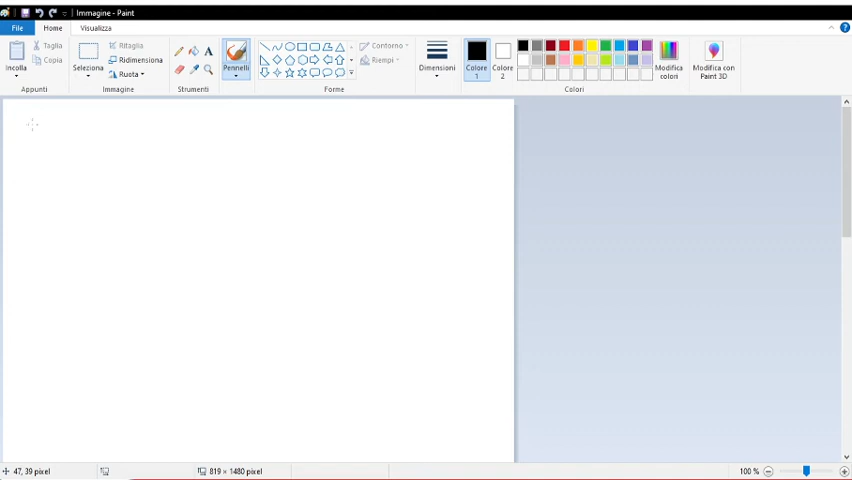 Immagine - Paint
File Home Visualizza
Incolla
Taglia
Copia
Appunti
Seleziona
Ritaglia
Ridimensiona
Ruota
Immagine
A
Strumenti
Pennelli
Contorno
Riempi
Forme
Dimensioni
Colore
1
Colore
2
Colori
Modifica
colori
Modifica con
Paint 3D
47, 39 pixel
819 × 1480 pixel
100 %